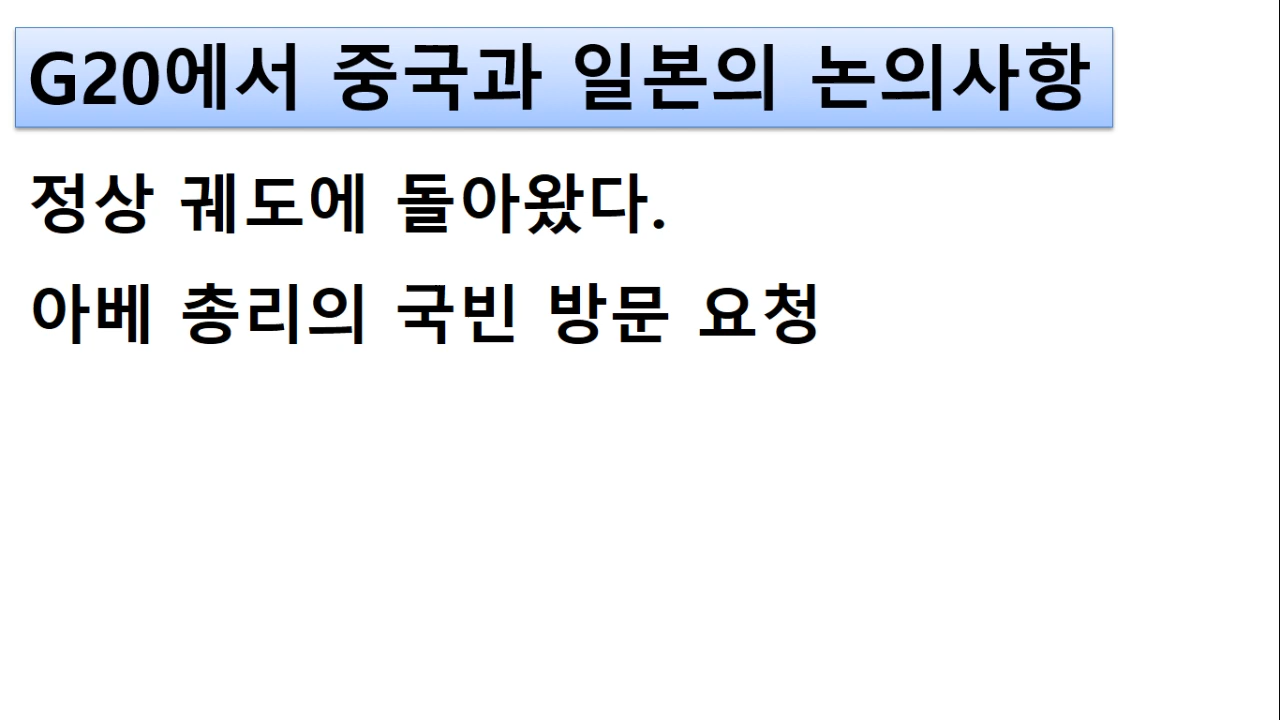 G20에서 중국과 일본의 논의사항
정상 궤도에 돌아왔다.
아베 총리의 국빈 방문 요청